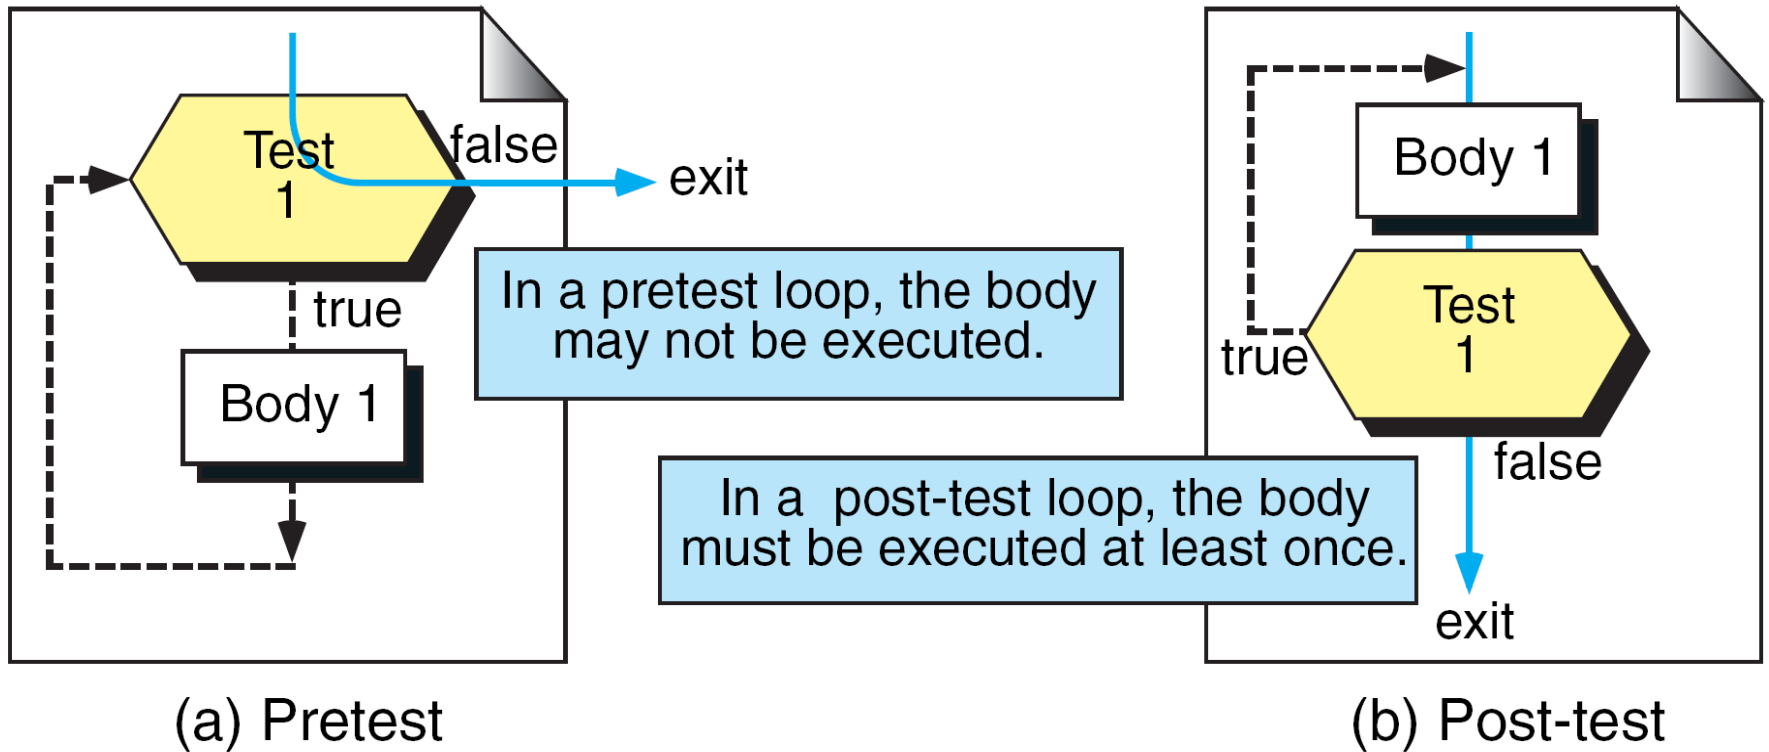 Test
1
false
exit
true
Body 1
In a pretest loop, the body
may not be executed.
(a) Pretest
Body 1
Test
1
true
false
exit
In a  post-test loop, the body
must be executed at least once.
(b) Post-test